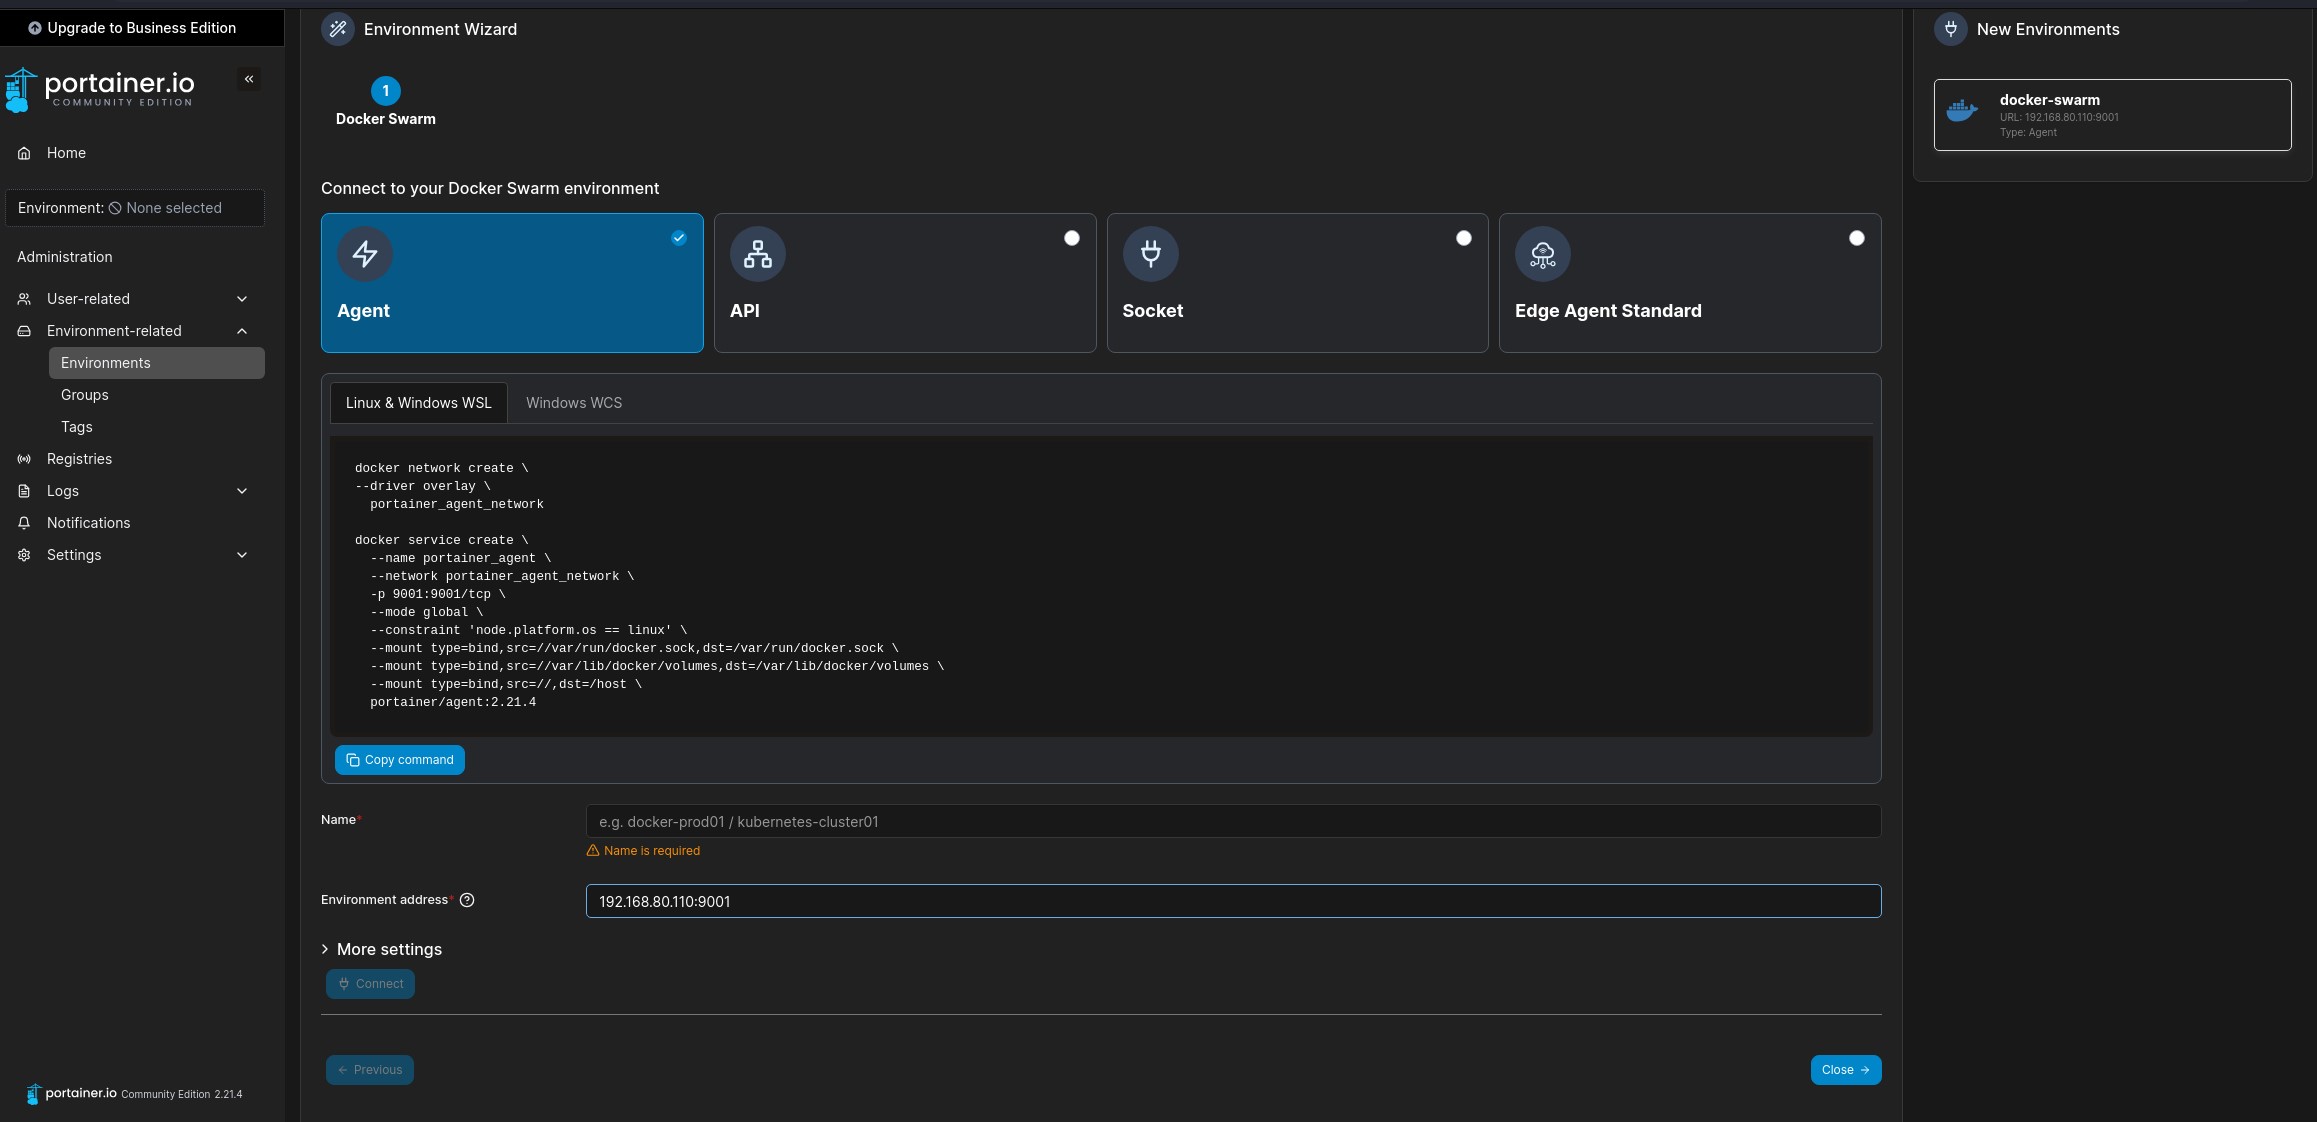 Upgrade to Business Edition
portainer.io
COMMUNITY EDITION
Home
Environment: None selected
Administration
User-related
Environment-related
Environments
Groups
Tags
Registries
Logs
Notifications
Settings
portainer.io Community Edition 2.21.4
Environment Wizard
1
Docker Swarm
Connect to your Docker Swarm environment
Agent
API
Socket
Edge Agent Standard
Linux & Windows WSL
Windows WCS
docker network create \
--driver overlay \
  portainer_agent_network

docker service create \
  --name portainer_agent \
  --network portainer_agent_network \
  -p 9001:9001/tcp \
  --mode global \
  --constraint 'node.platform.os == linux' \
  --mount type=bind,src=//var/run/docker.sock,dst=/var/run/docker.sock \
  --mount type=bind,src=//var/lib/docker/volumes,dst=/var/lib/docker/volumes \
  --mount type=bind,src=//,dst=/host \
  portainer/agent:2.21.4
Copy command
Name*
e.g. docker-prod01 / kubernetes-cluster01
Name is required
Environment address*
192.168.80.110:9001
More settings
Connect
Previous
Close
New Environments
docker-swarm
URL: 192.168.80.110:9001
Type: Agent